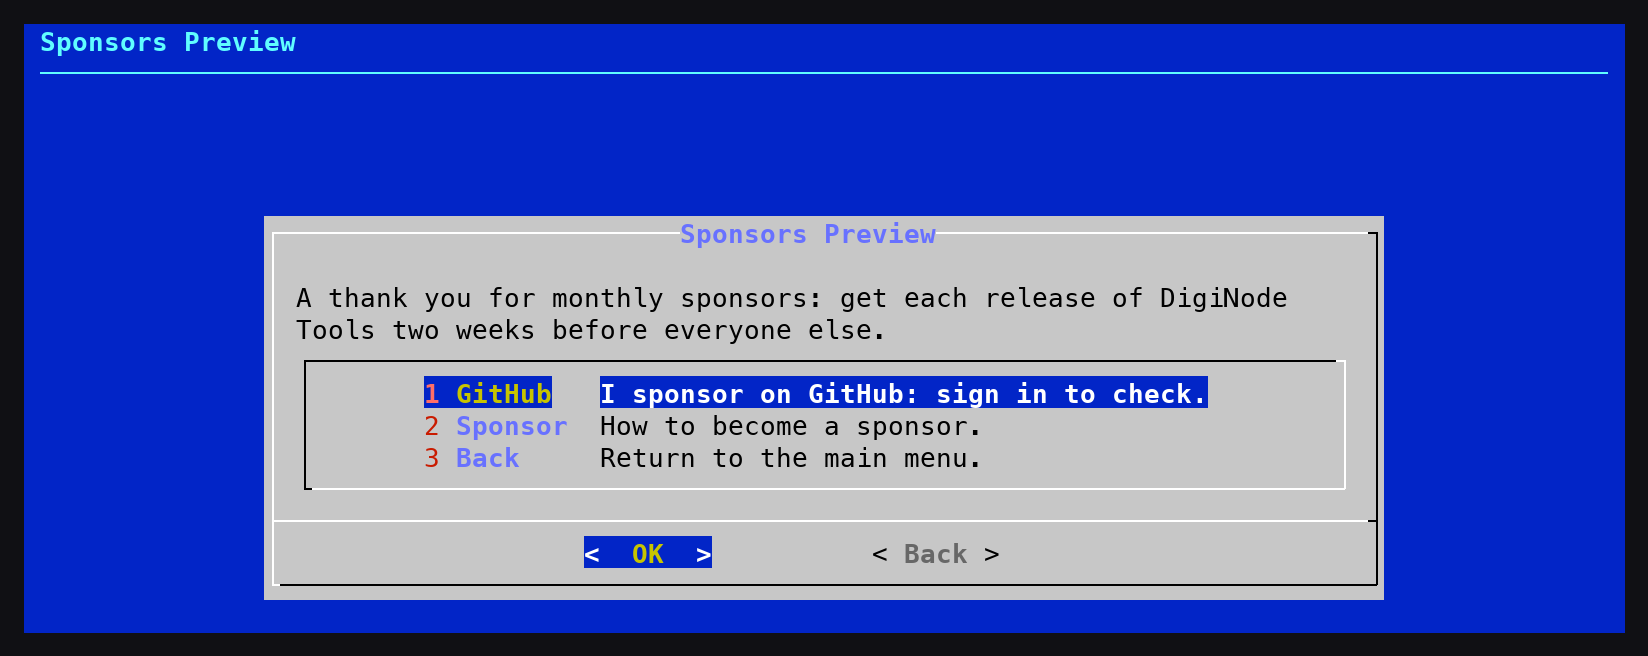 Sponsors Preview
Sponsors Preview
A thank you for monthly sponsors: get each release of DigiNode
Tools two weeks before everyone else.
1 GitHub I sponsor on GitHub: sign in to check.
2 Sponsor How to become a sponsor.
3 Back Return to the main menu.
< OK > < Back >